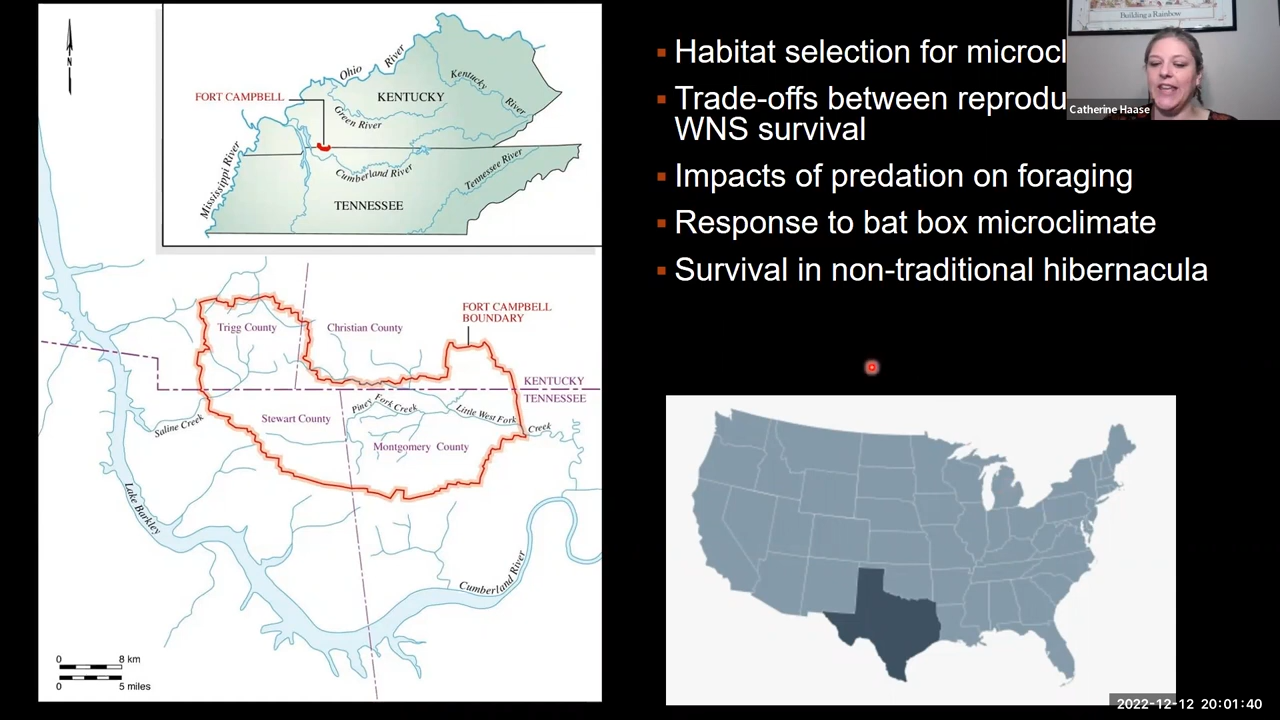 N
FORT CAMPBELL
Ohio River
Kentucky River
KENTUCKY
Green River
Mississippi River
Cumberland River
Tennessee River
TENNESSEE
FORT CAMPBELL
BOUNDARY
Trigg County
Christian County
KENTUCKY
TENNESSEE
Stewart County
Piney Fork Creek
Little West Fork Creek
Saline Creek
Montgomery County
Lake Barkley
Cumberland River
0 8 km
0 5 miles
▪ Habitat selection for microcl
▪ Trade-offs between reprodu
WNS survival
▪ Impacts of predation on foraging
▪ Response to bat box microclimate
▪ Survival in non-traditional hibernacula
Building a Rainbow
Catherine Haase
2022-12-12 20:01:40